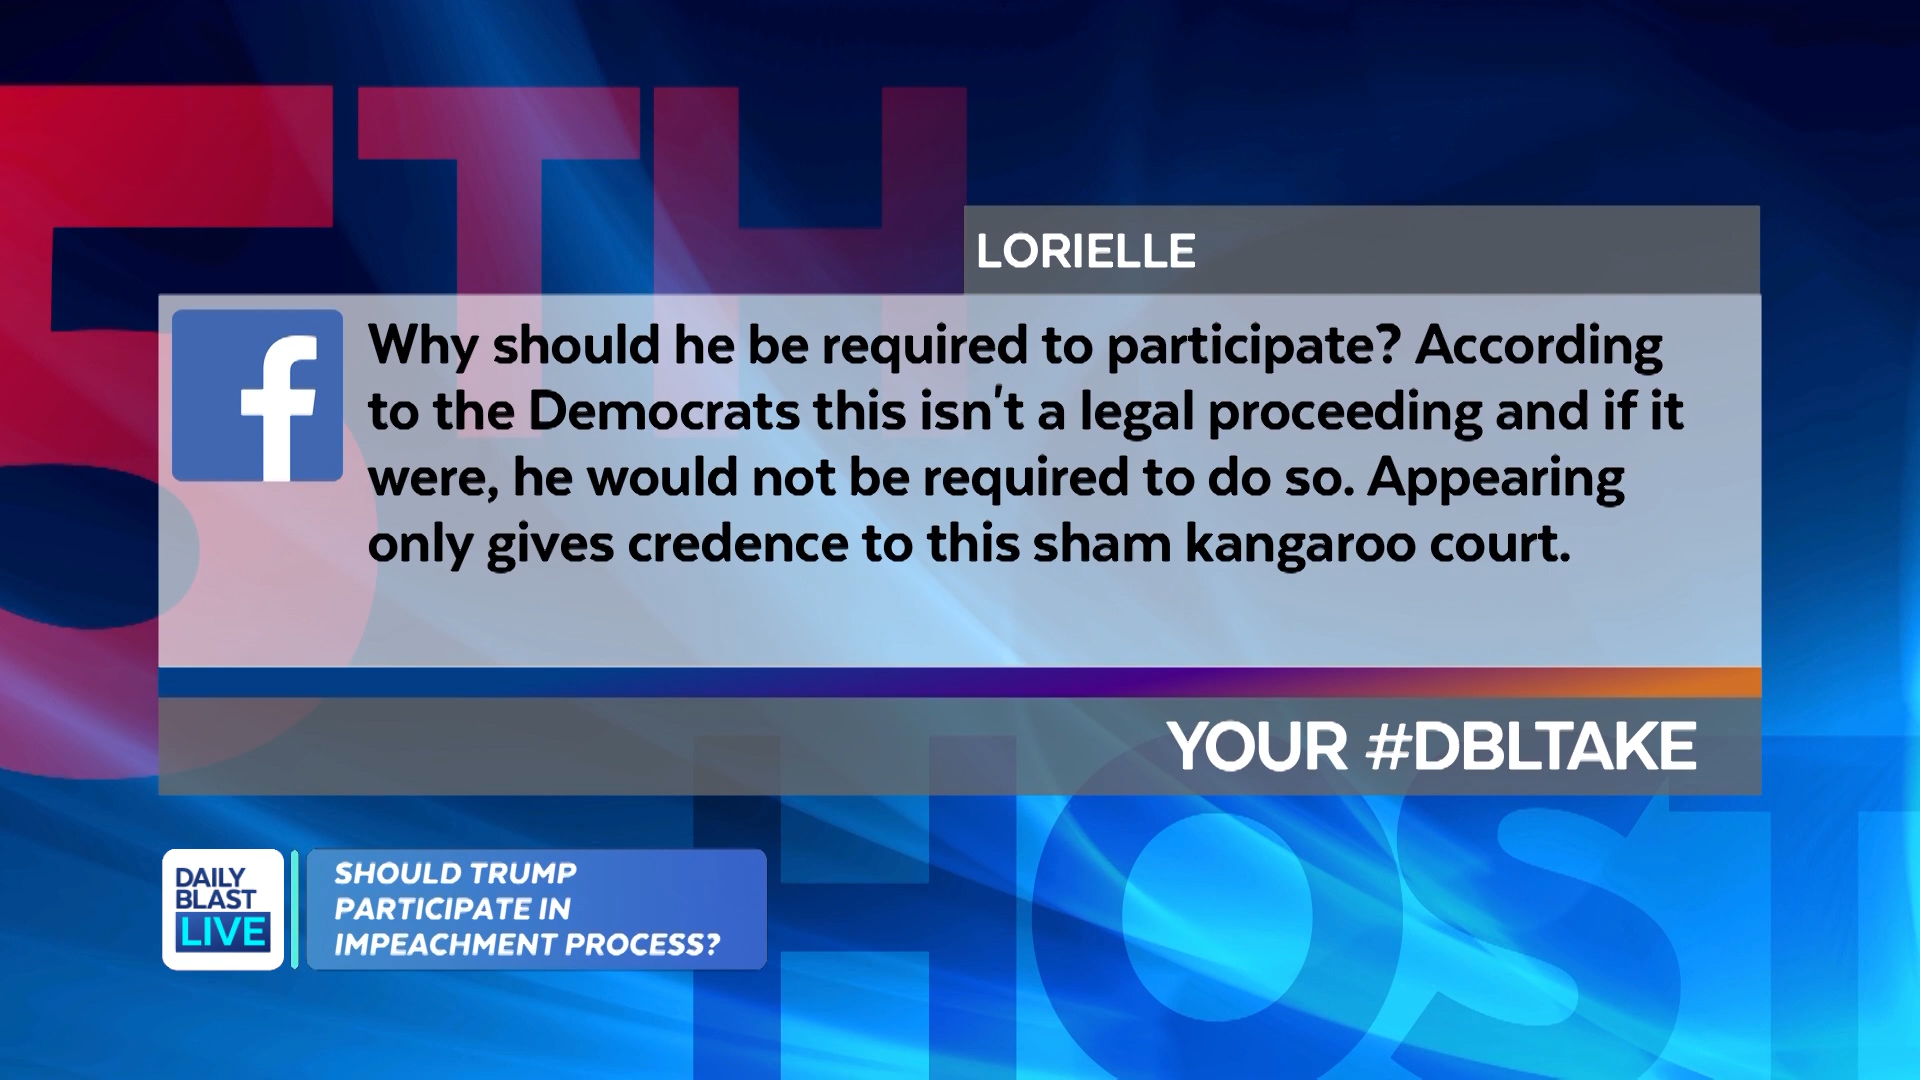 5TH
LORIELLE
f
Why should he be required to participate? According
to the Democrats this isn't a legal proceeding and if it
were, he would not be required to do so. Appearing
only gives credence to this sham kangaroo court.
YOUR #DBLTAKE
HOST
DAILY
BLAST
LIVE
SHOULD TRUMP
PARTICIPATE IN
IMPEACHMENT PROCESS?